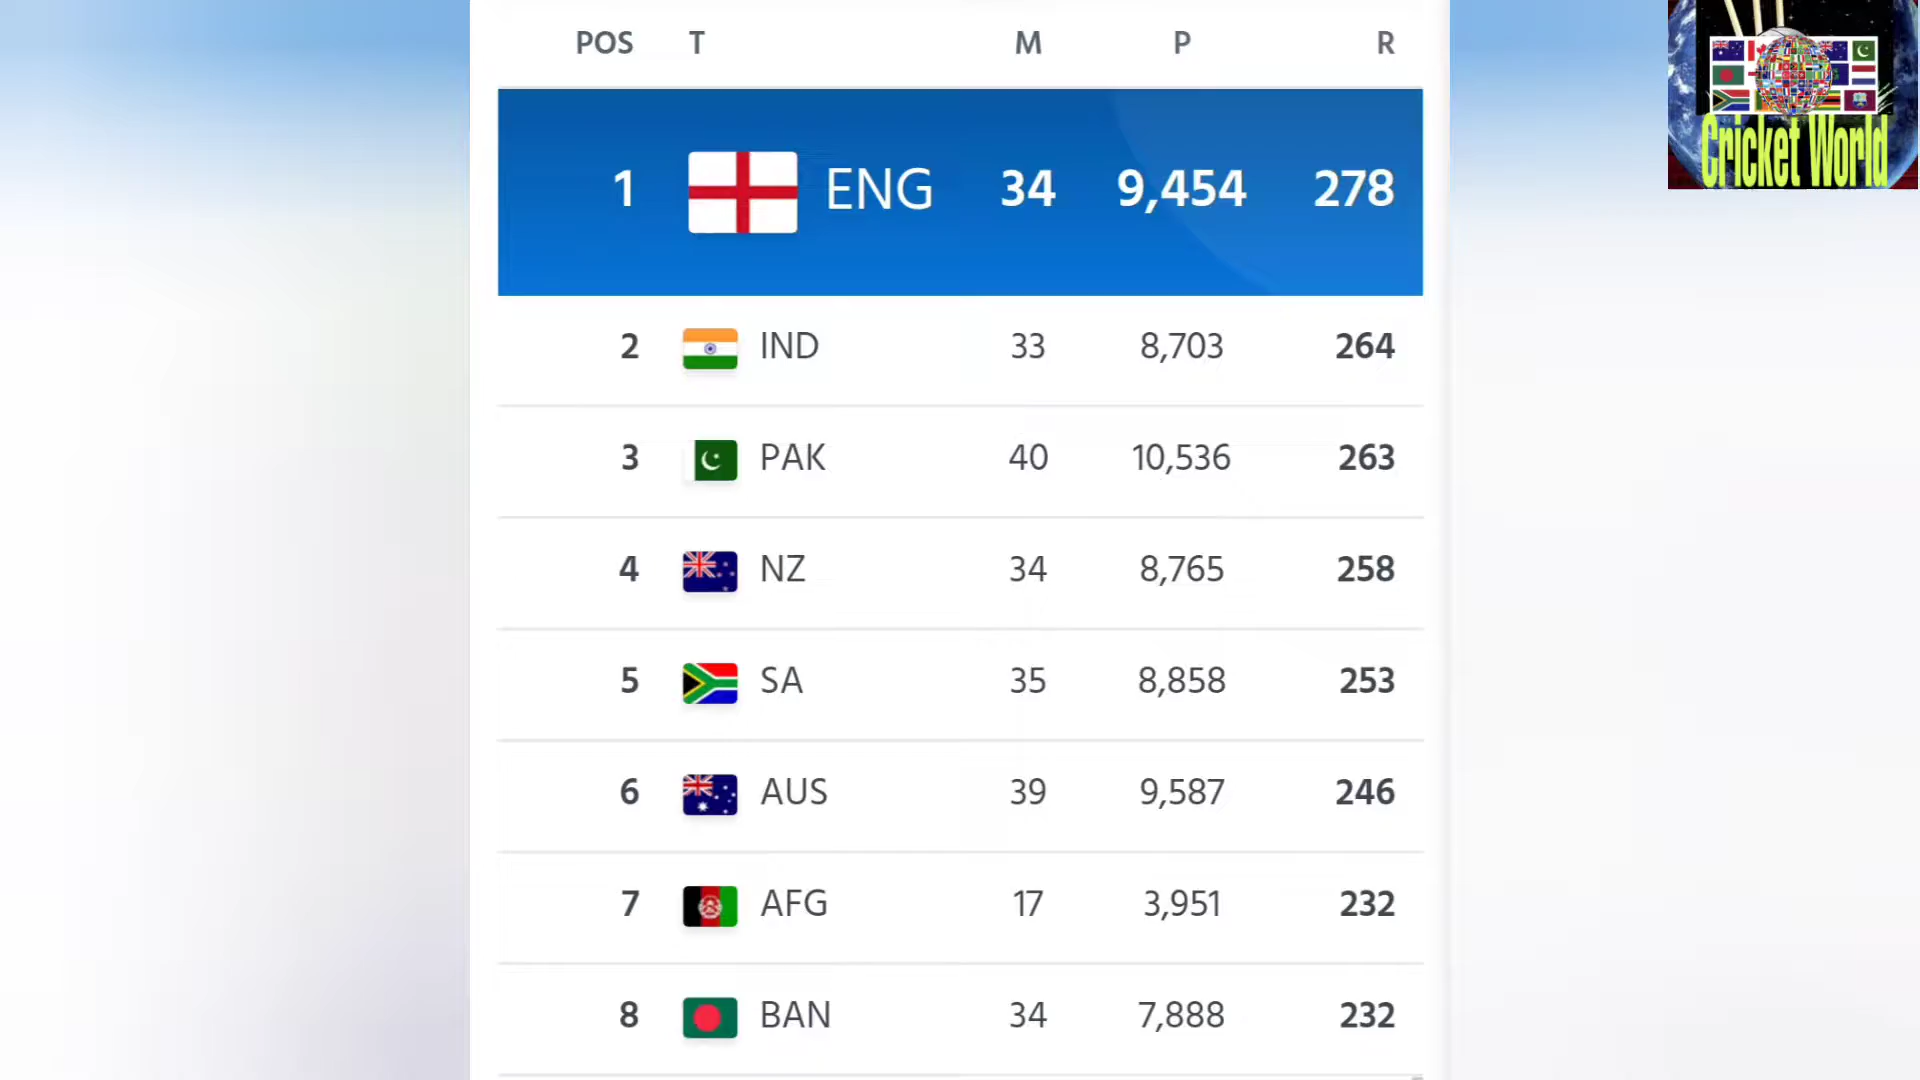 POS T M P R
1 ENG 34 9,454 278
2 IND 33 8,703 264
3 PAK 40 10,536 263
4 NZ 34 8,765 258
5 SA 35 8,858 253
6 AUS 39 9,587 246
7 AFG 17 3,951 232
8 BAN 34 7,888 232
Cricket World